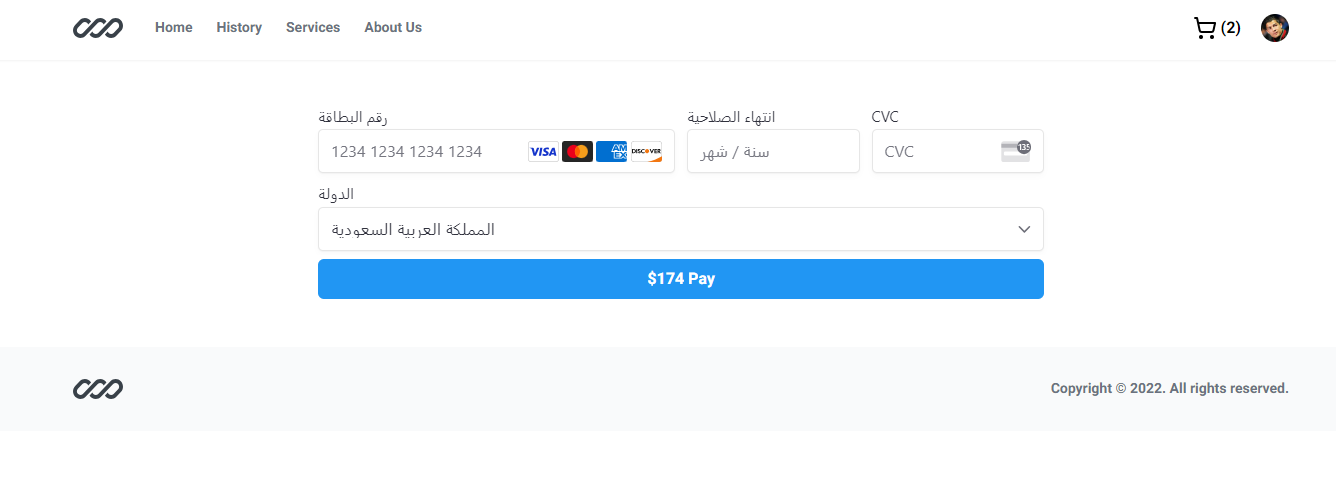 Home History Services About Us (2)
رقم البطاقة انتهاء الصلاحية CVC
1234 1234 1234 1234 VISA AMEX DISCOVER سنة / شهر CVC 135
الدولة
المملكة العربية السعودية
$174 Pay
Copyright © 2022. All rights reserved.